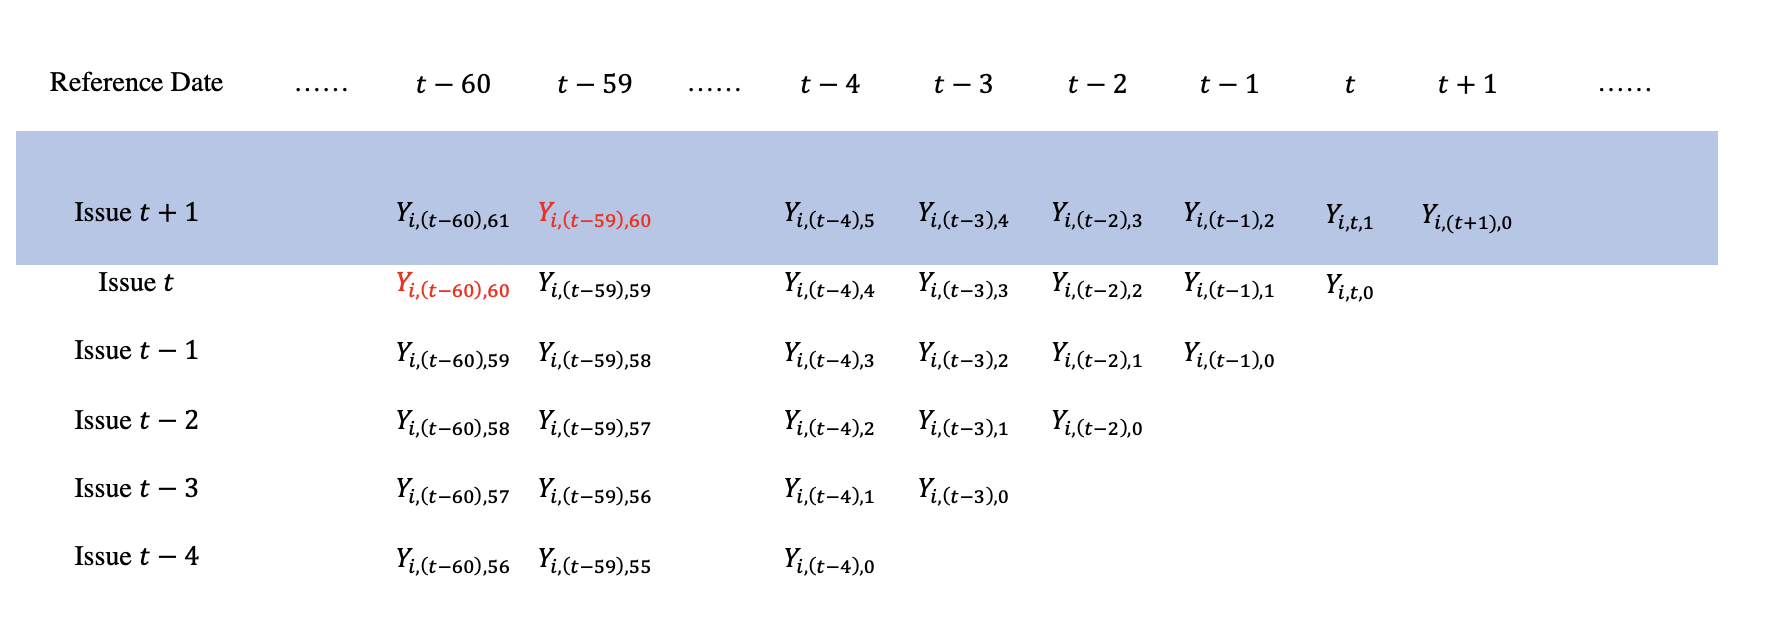 Reference Date ...... t − 60 t − 59 ...... t − 4 t − 3 t − 2 t − 1 t t + 1 ......
Issue t + 1 Y_{i,(t−60),61} Y_{i,(t−59),60} Y_{i,(t−4),5} Y_{i,(t−3),4} Y_{i,(t−2),3} Y_{i,(t−1),2} Y_{i,t,1} Y_{i,(t+1),0}
Issue t Y_{i,(t−60),60} Y_{i,(t−59),59} Y_{i,(t−4),4} Y_{i,(t−3),3} Y_{i,(t−2),2} Y_{i,(t−1),1} Y_{i,t,0}
Issue t − 1 Y_{i,(t−60),59} Y_{i,(t−59),58} Y_{i,(t−4),3} Y_{i,(t−3),2} Y_{i,(t−2),1} Y_{i,(t−1),0}
Issue t − 2 Y_{i,(t−60),58} Y_{i,(t−59),57} Y_{i,(t−4),2} Y_{i,(t−3),1} Y_{i,(t−2),0}
Issue t − 3 Y_{i,(t−60),57} Y_{i,(t−59),56} Y_{i,(t−4),1} Y_{i,(t−3),0}
Issue t − 4 Y_{i,(t−60),56} Y_{i,(t−59),55} Y_{i,(t−4),0}